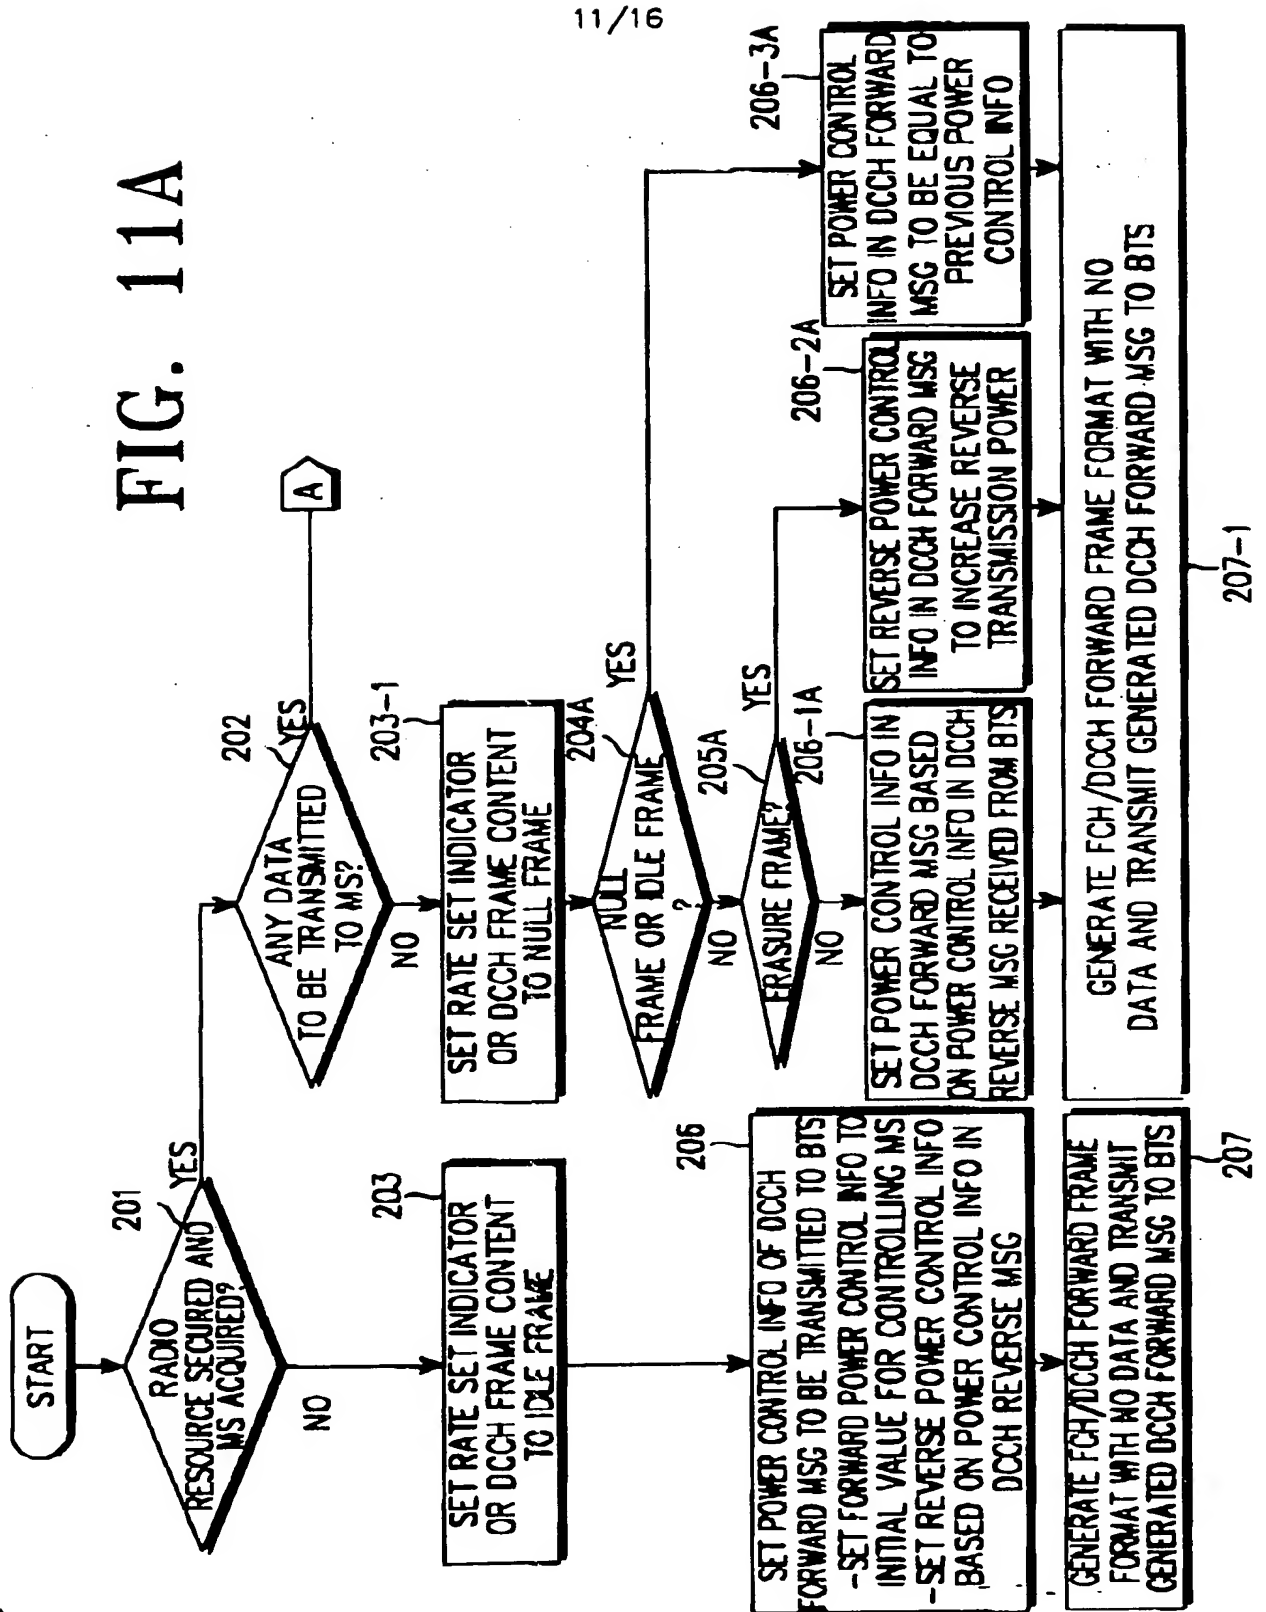 11/16
FIG. 11A
START
201
RADIO
RESOURCE SECURED AND
MS ACQUIRED?
YES
NO
202
ANY DATA
TO BE TRANSMITTED
TO MS?
YES
NO
A
203
SET RATE SET INDICATOR
OR DCCH FRAME CONTENT
TO IDLE FRAME
203-1
SET RATE SET INDICATOR
OR DCCH FRAME CONTENT
TO NULL FRAME
204A
NULL
FRAME OR IDLE FRAME
?
YES
NO
205A
ERASURE FRAME?
YES
NO
206
SET POWER CONTROL INFO OF DCCH
FORWARD MSG TO BE TRANSMITTED TO BTS
-SET FORWARD POWER CONTROL INFO TO
INITIAL VALUE FOR CONTROLLING MS
-SET REVERSE POWER CONTROL INFO
BASED ON POWER CONTROL INFO IN
DCCH REVERSE MSG
206-1A
SET POWER CONTROL INFO IN
DCCH FORWARD MSG BASED
ON POWER CONTROL INFO IN DCCH
REVERSE MSG RECEIVED FROM BTS
206-2A
SET REVERSE POWER CONTROL
INFO IN DCCH FORWARD MSG
TO INCREASE REVERSE
TRANSMISSION POWER
206-3A
SET POWER CONTROL
INFO IN DCCH FORWARD
MSG TO BE EQUAL TO
PREVIOUS POWER
CONTROL INFO
GENERATE FCH/DCCH FORWARD FRAME
FORMAT WITH NO DATA AND TRANSMIT
GENERATED DCCH FORWARD MSG TO BTS
207
GENERATE FCH/DCCH FORWARD FRAME FORMAT WITH NO
DATA AND TRANSMIT GENERATED DCCH FORWARD MSG TO BTS
207-1